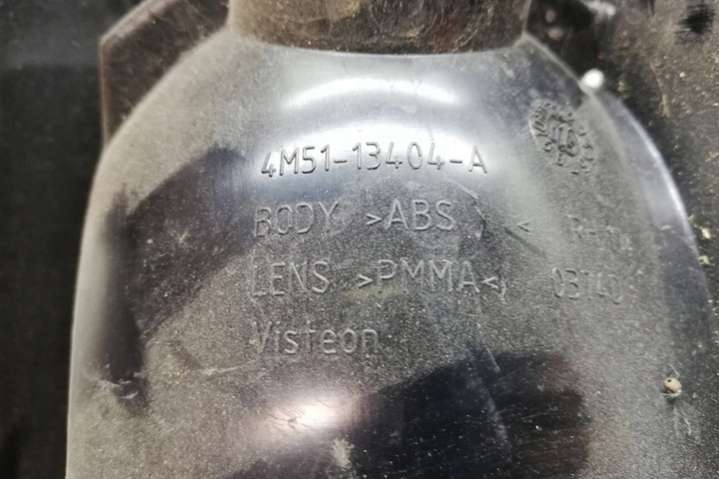 4M51-13404-A
BODY >ABS <
LENS >PMMA<
Visteon